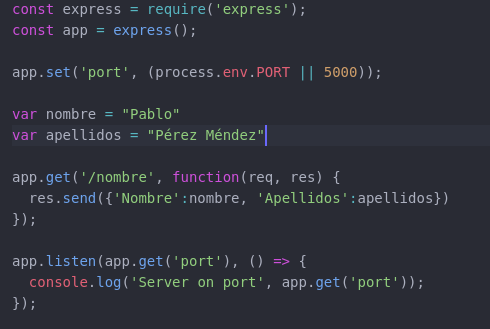 const express = require('express');
const app = express();
app.set('port', (process.env.PORT || 5000));
var nombre = "Pablo"
var apellidos = "Pérez Méndez"
app.get('/nombre', function(req, res) {
  res.send({'Nombre':nombre, 'Apellidos':apellidos})
});
app.listen(app.get('port'), () => {
  console.log('Server on port', app.get('port'));
});